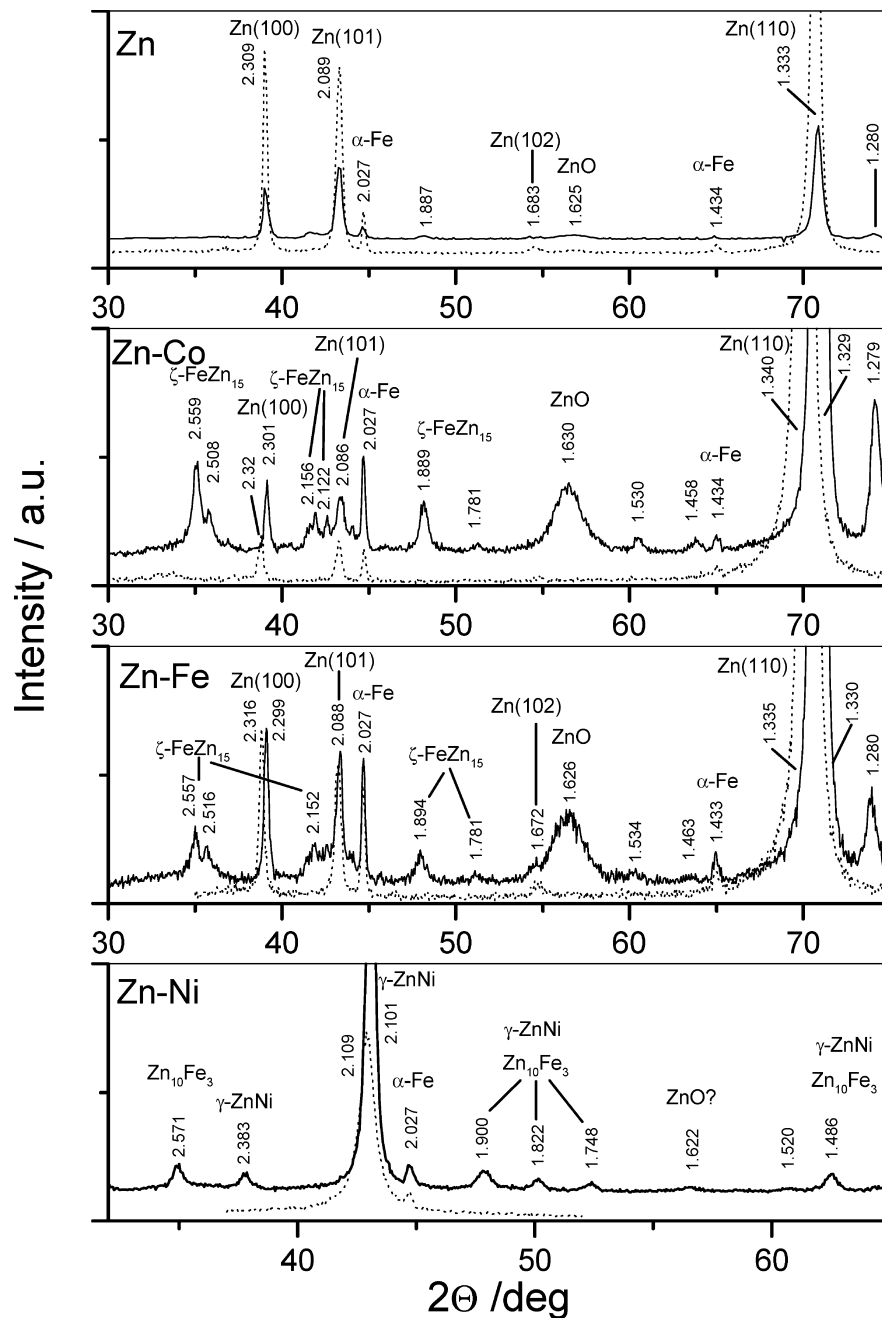 Intensity / a.u.
Zn
Zn(100)
2.309
Zn(101)
2.089
α-Fe
2.027
1.887
Zn(102)
1.683
ZnO
1.625
α-Fe
1.434
Zn(110)
1.333
1.280
30 40 50 60 70
Zn-Co
ζ-FeZn15
2.559
2.508
Zn(100)
2.32
2.301
ζ-FeZn15
2.156
2.122
Zn(101)
2.086
α-Fe
2.027
ζ-FeZn15
1.889
1.781
ZnO
1.630
1.530
1.458
α-Fe
1.434
Zn(110)
1.340
1.329
1.279
30 40 50 60 70
Zn-Fe
ζ-FeZn15
2.557
2.516
Zn(100)
2.316
2.299
2.152
Zn(101)
2.088
α-Fe
2.027
ζ-FeZn15
1.894
1.781
Zn(102)
1.672
ZnO
1.626
1.534
1.463
α-Fe
1.433
Zn(110)
1.335
1.330
1.280
30 40 50 60 70
Zn-Ni
Zn10Fe3
2.571
γ-ZnNi
2.383
2.109
γ-ZnNi
2.101
α-Fe
2.027
γ-ZnNi
Zn10Fe3
1.900
1.822
1.748
ZnO?
1.622
1.520
γ-ZnNi
Zn10Fe3
1.486
40 50 60
2Θ /deg